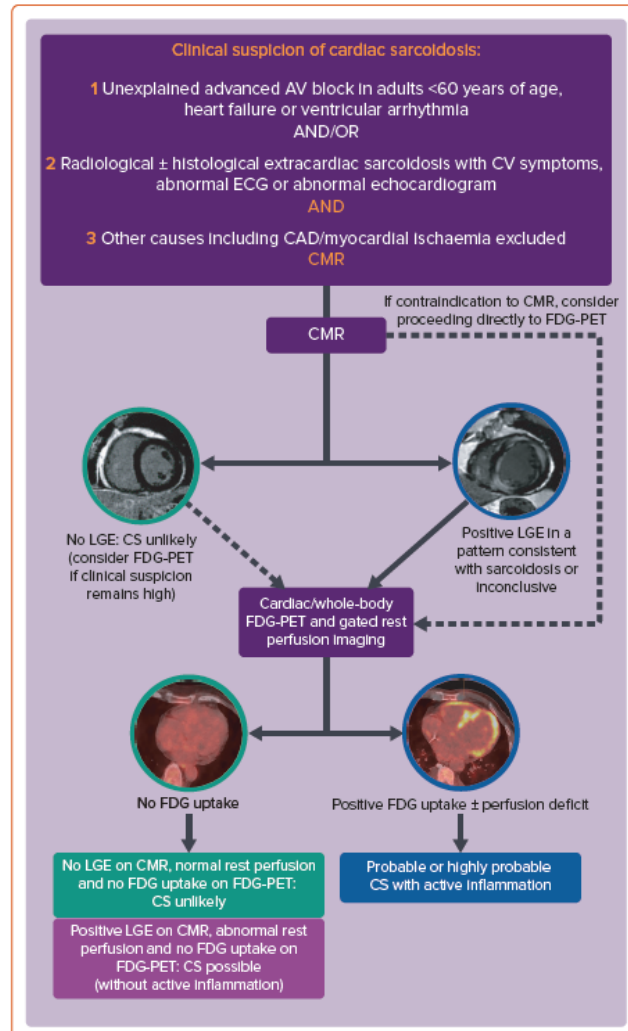 Clinical suspicion of cardiac sarcoidosis:
1 Unexplained advanced AV block in adults <60 years of age,
heart failure or ventricular arrhythmia
AND/OR
2 Radiological ± histological extracardiac sarcoidosis with CV symptoms,
abnormal ECG or abnormal echocardiogram
AND
3 Other causes including CAD/myocardial ischaemia excluded
CMR
If contraindication to CMR, consider
proceeding directly to FDG-PET
CMR
No LGE: CS unlikely
(consider FDG-PET
if clinical suspicion
remains high)
Positive LGE in a
pattern consistent
with sarcoidosis or
inconclusive
Cardiac/whole-body
FDG-PET and gated rest
perfusion imaging
No FDG uptake
Positive FDG uptake ± perfusion deficit
No LGE on CMR, normal rest perfusion
and no FDG uptake on FDG-PET:
CS unlikely
Probable or highly probable
CS with active inflammation
Positive LGE on CMR, abnormal rest
perfusion and no FDG uptake on
FDG-PET: CS possible
(without active inflammation)